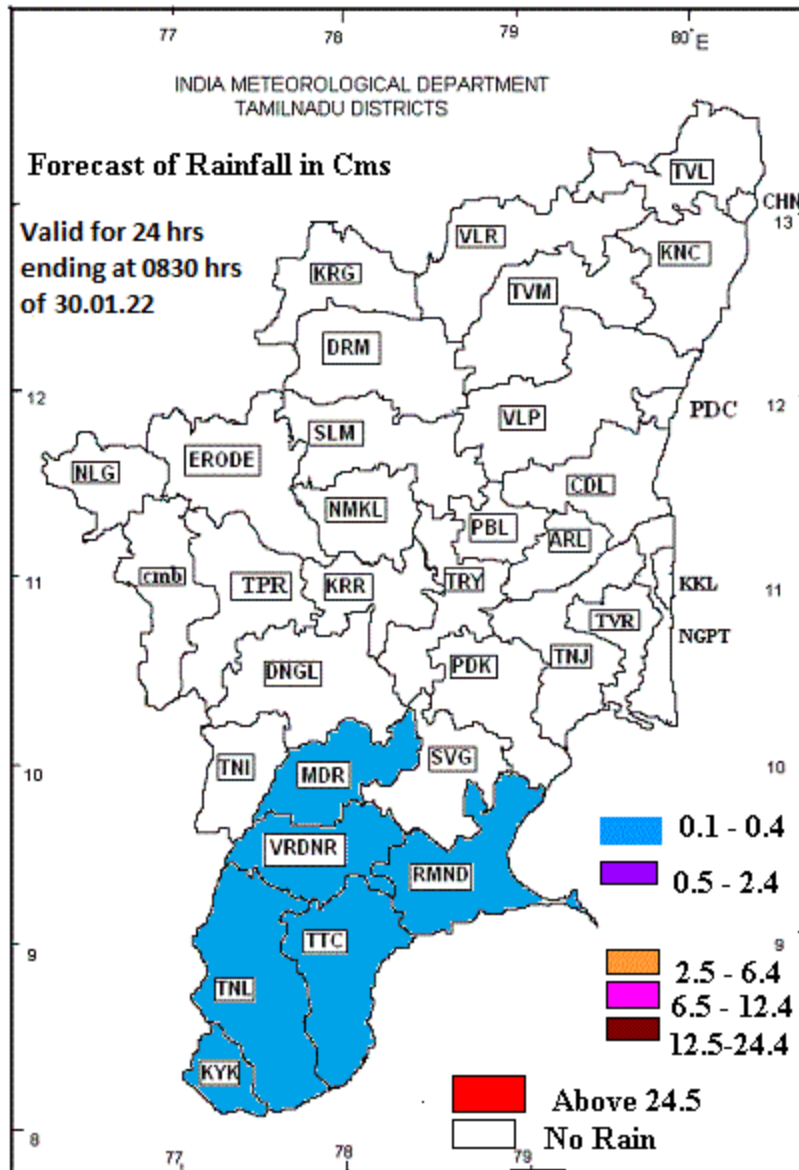 77 78 79 80°E
INDIA METEOROLOGICAL DEPARTMENT
TAMILNADU DISTRICTS
Forecast of Rainfall in Cms
TVL
CHN
13
Valid for 24 hrs
ending at 0830 hrs
of 30.01.22
VLR
KNC
KRG
TVM
DRM
12
12
PDC
VLP
SLM
ERODE
NLG
CDL
NMKL
PBL
ARL
11
cmb
TPR
KRR
TRY
KKL
11
TVR
NGPT
TNJ
DNGL
PDK
10
TNI
MDR
SVG
10
0.1 - 0.4
VRDNR
RMND
0.5 - 2.4
9
TTC
9
2.5 - 6.4
TNL
6.5 - 12.4
12.5-24.4
KYK
Above 24.5
8
No Rain
77 78 79